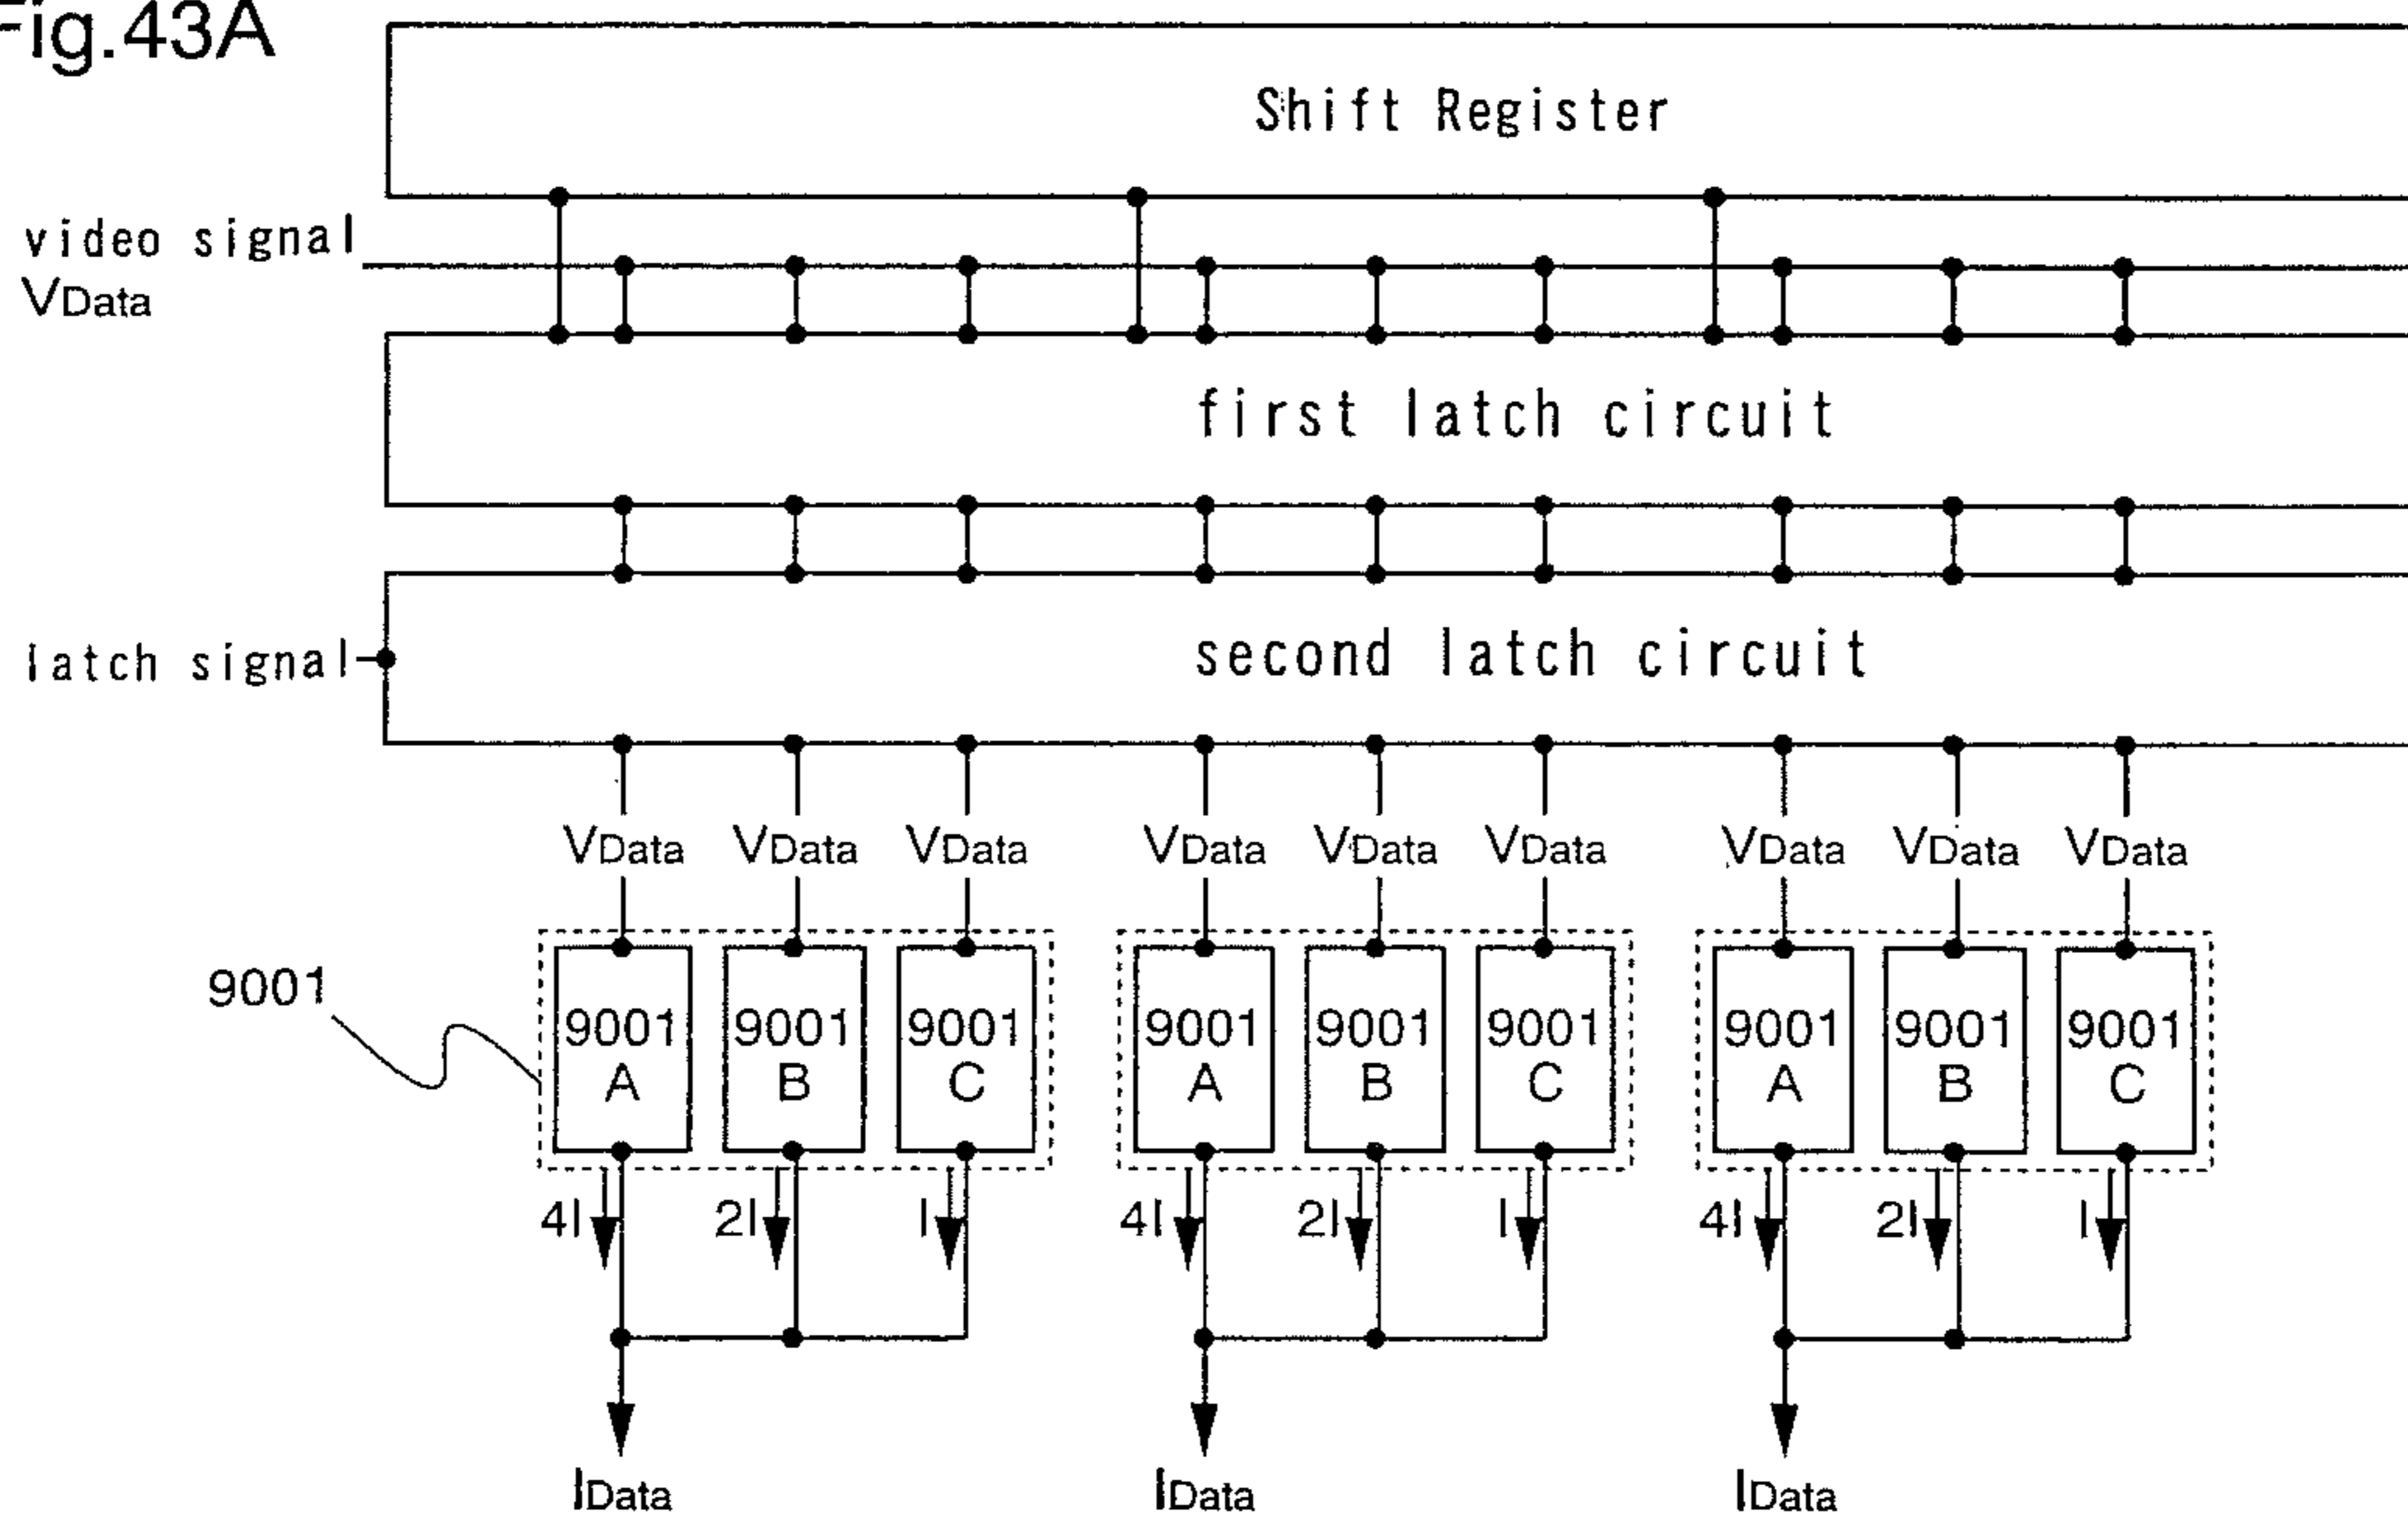 Fig.43A
Shift Register
video signal
VData
first latch circuit
latch signal
second latch circuit
VData VData VData VData VData VData VData VData VData
9001
9001 A 9001 B 9001 C 9001 A 9001 B 9001 C 9001 A 9001 B 9001 C
4I 2I I 4I 2I I 4I 2I I
IData IData IData